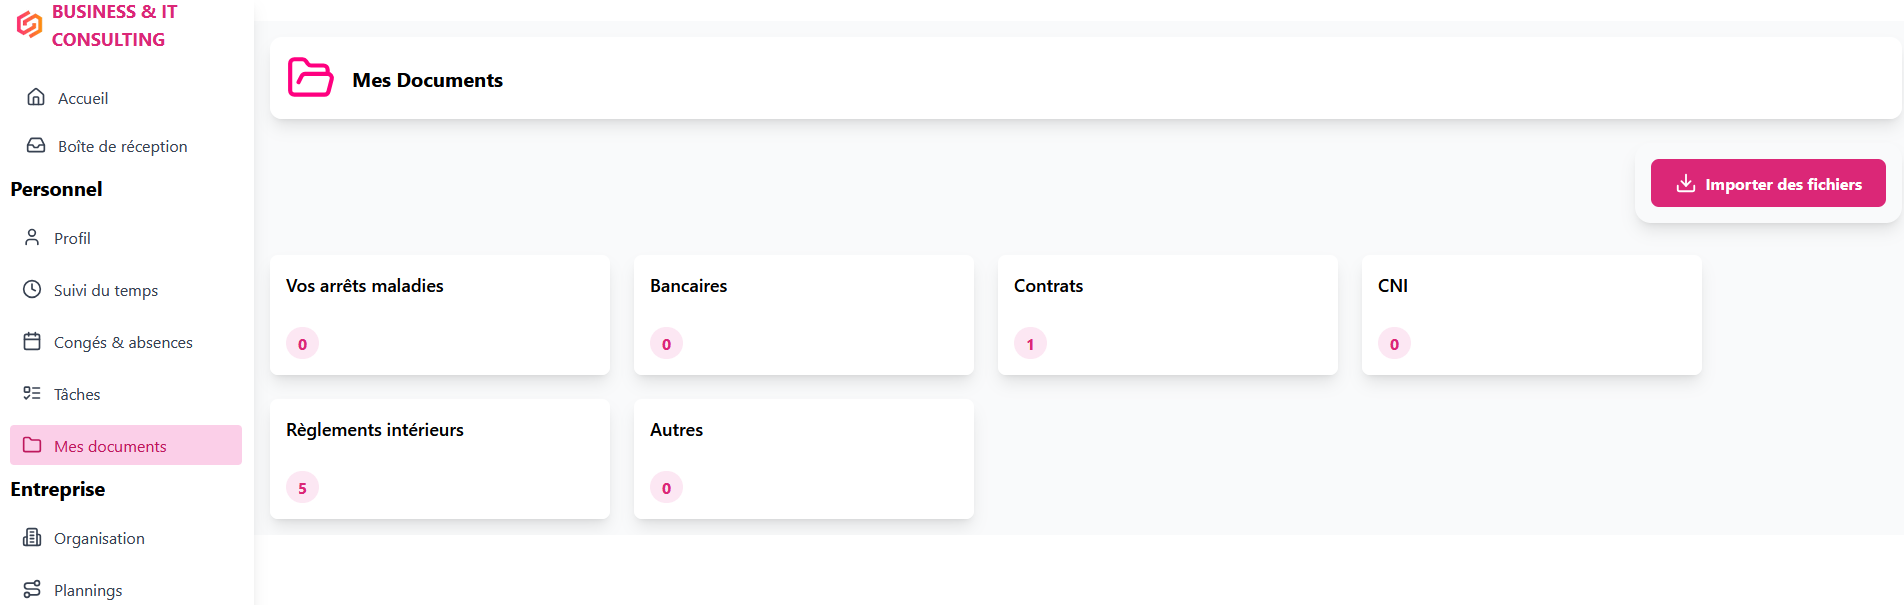 BUSINESS & IT
CONSULTING
Accueil
Boîte de réception
Personnel
Profil
Suivi du temps
Congés & absences
Tâches
Mes documents
Entreprise
Organisation
Plannings
Mes Documents
Importer des fichiers
Vos arrêts maladies
0
Bancaires
0
Contrats
1
CNI
0
Règlements intérieurs
5
Autres
0